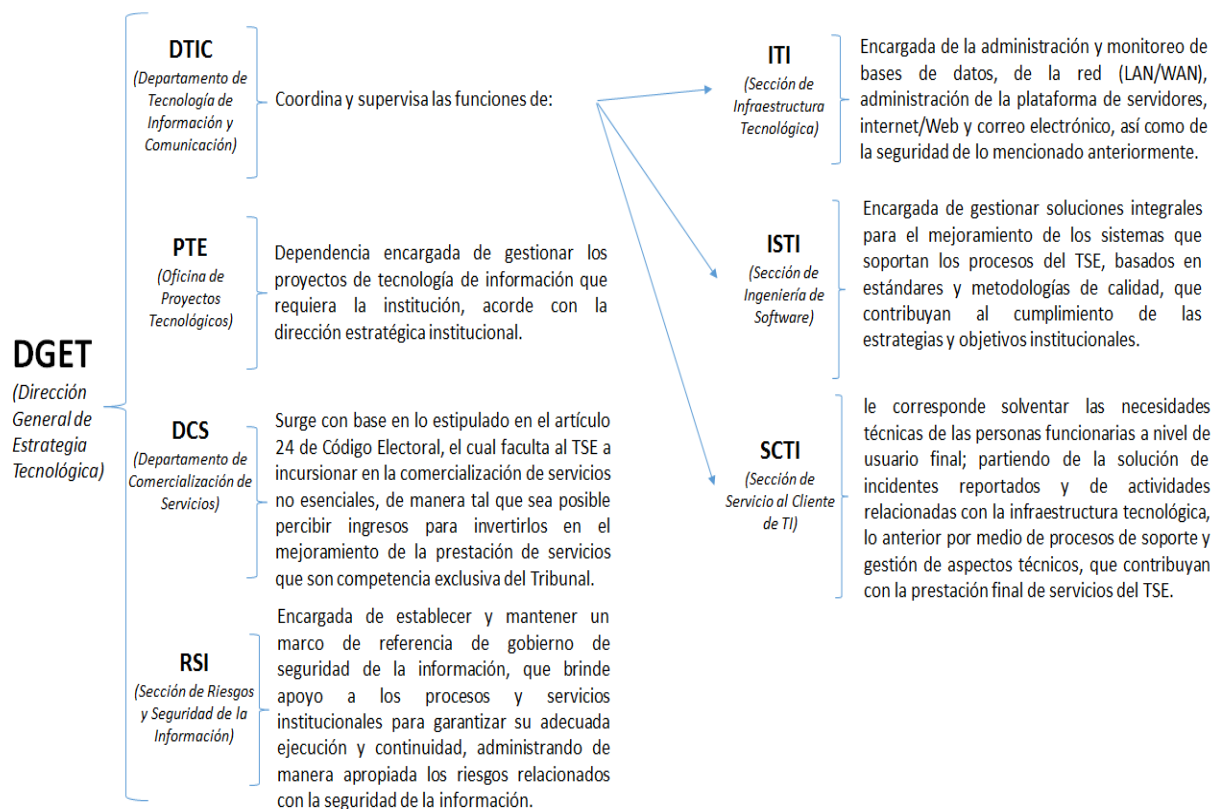 DGET
(Dirección
General de
Estrategia
Tecnológica)
DTIC
(Departamento de
Tecnología de
Información y
Comunicación)
Coordina y supervisa las funciones de:
ITI
(Sección de
Infraestructura
Tecnológica)
Encargada de la administración y monitoreo de
bases de datos, de la red (LAN/WAN),
administración de la plataforma de servidores,
internet/Web y correo electrónico, así como de
la seguridad de lo mencionado anteriormente.
ISTI
(Sección de
Ingeniería de
Software)
Encargada de gestionar soluciones integrales
para el mejoramiento de los sistemas que
soportan los procesos del TSE, basados en
estándares y metodologías de calidad, que
contribuyan al cumplimiento de las
estrategias y objetivos institucionales.
SCTI
(Sección de
Servicio al Cliente
de TI)
le corresponde solventar las necesidades
técnicas de las personas funcionarias a nivel de
usuario final; partiendo de la solución de
incidentes reportados y de actividades
relacionadas con la infraestructura tecnológica,
lo anterior por medio de procesos de soporte y
gestión de aspectos técnicos, que contribuyan
con la prestación final de servicios del TSE.
PTE
(Oficina de
Proyectos
Tecnológicos)
Dependencia encargada de gestionar los
proyectos de tecnología de información que
requiera la institución, acorde con la
dirección estratégica institucional.
DCS
(Departamento de
Comercialización de
Servicios)
Surge con base en lo estipulado en el artículo
24 de Código Electoral, el cual faculta al TSE a
incursionar en la comercialización de servicios
no esenciales, de manera tal que sea posible
percibir ingresos para invertirlos en el
mejoramiento de la prestación de servicios
que son competencia exclusiva del Tribunal.
RSI
(Sección de Riesgos
y Seguridad de la
Información)
Encargada de establecer y mantener un
marco de referencia de gobierno de
seguridad de la información, que brinde
apoyo a los procesos y servicios
institucionales para garantizar su adecuada
ejecución y continuidad, administrando de
manera apropiada los riesgos relacionados
con la seguridad de la información.